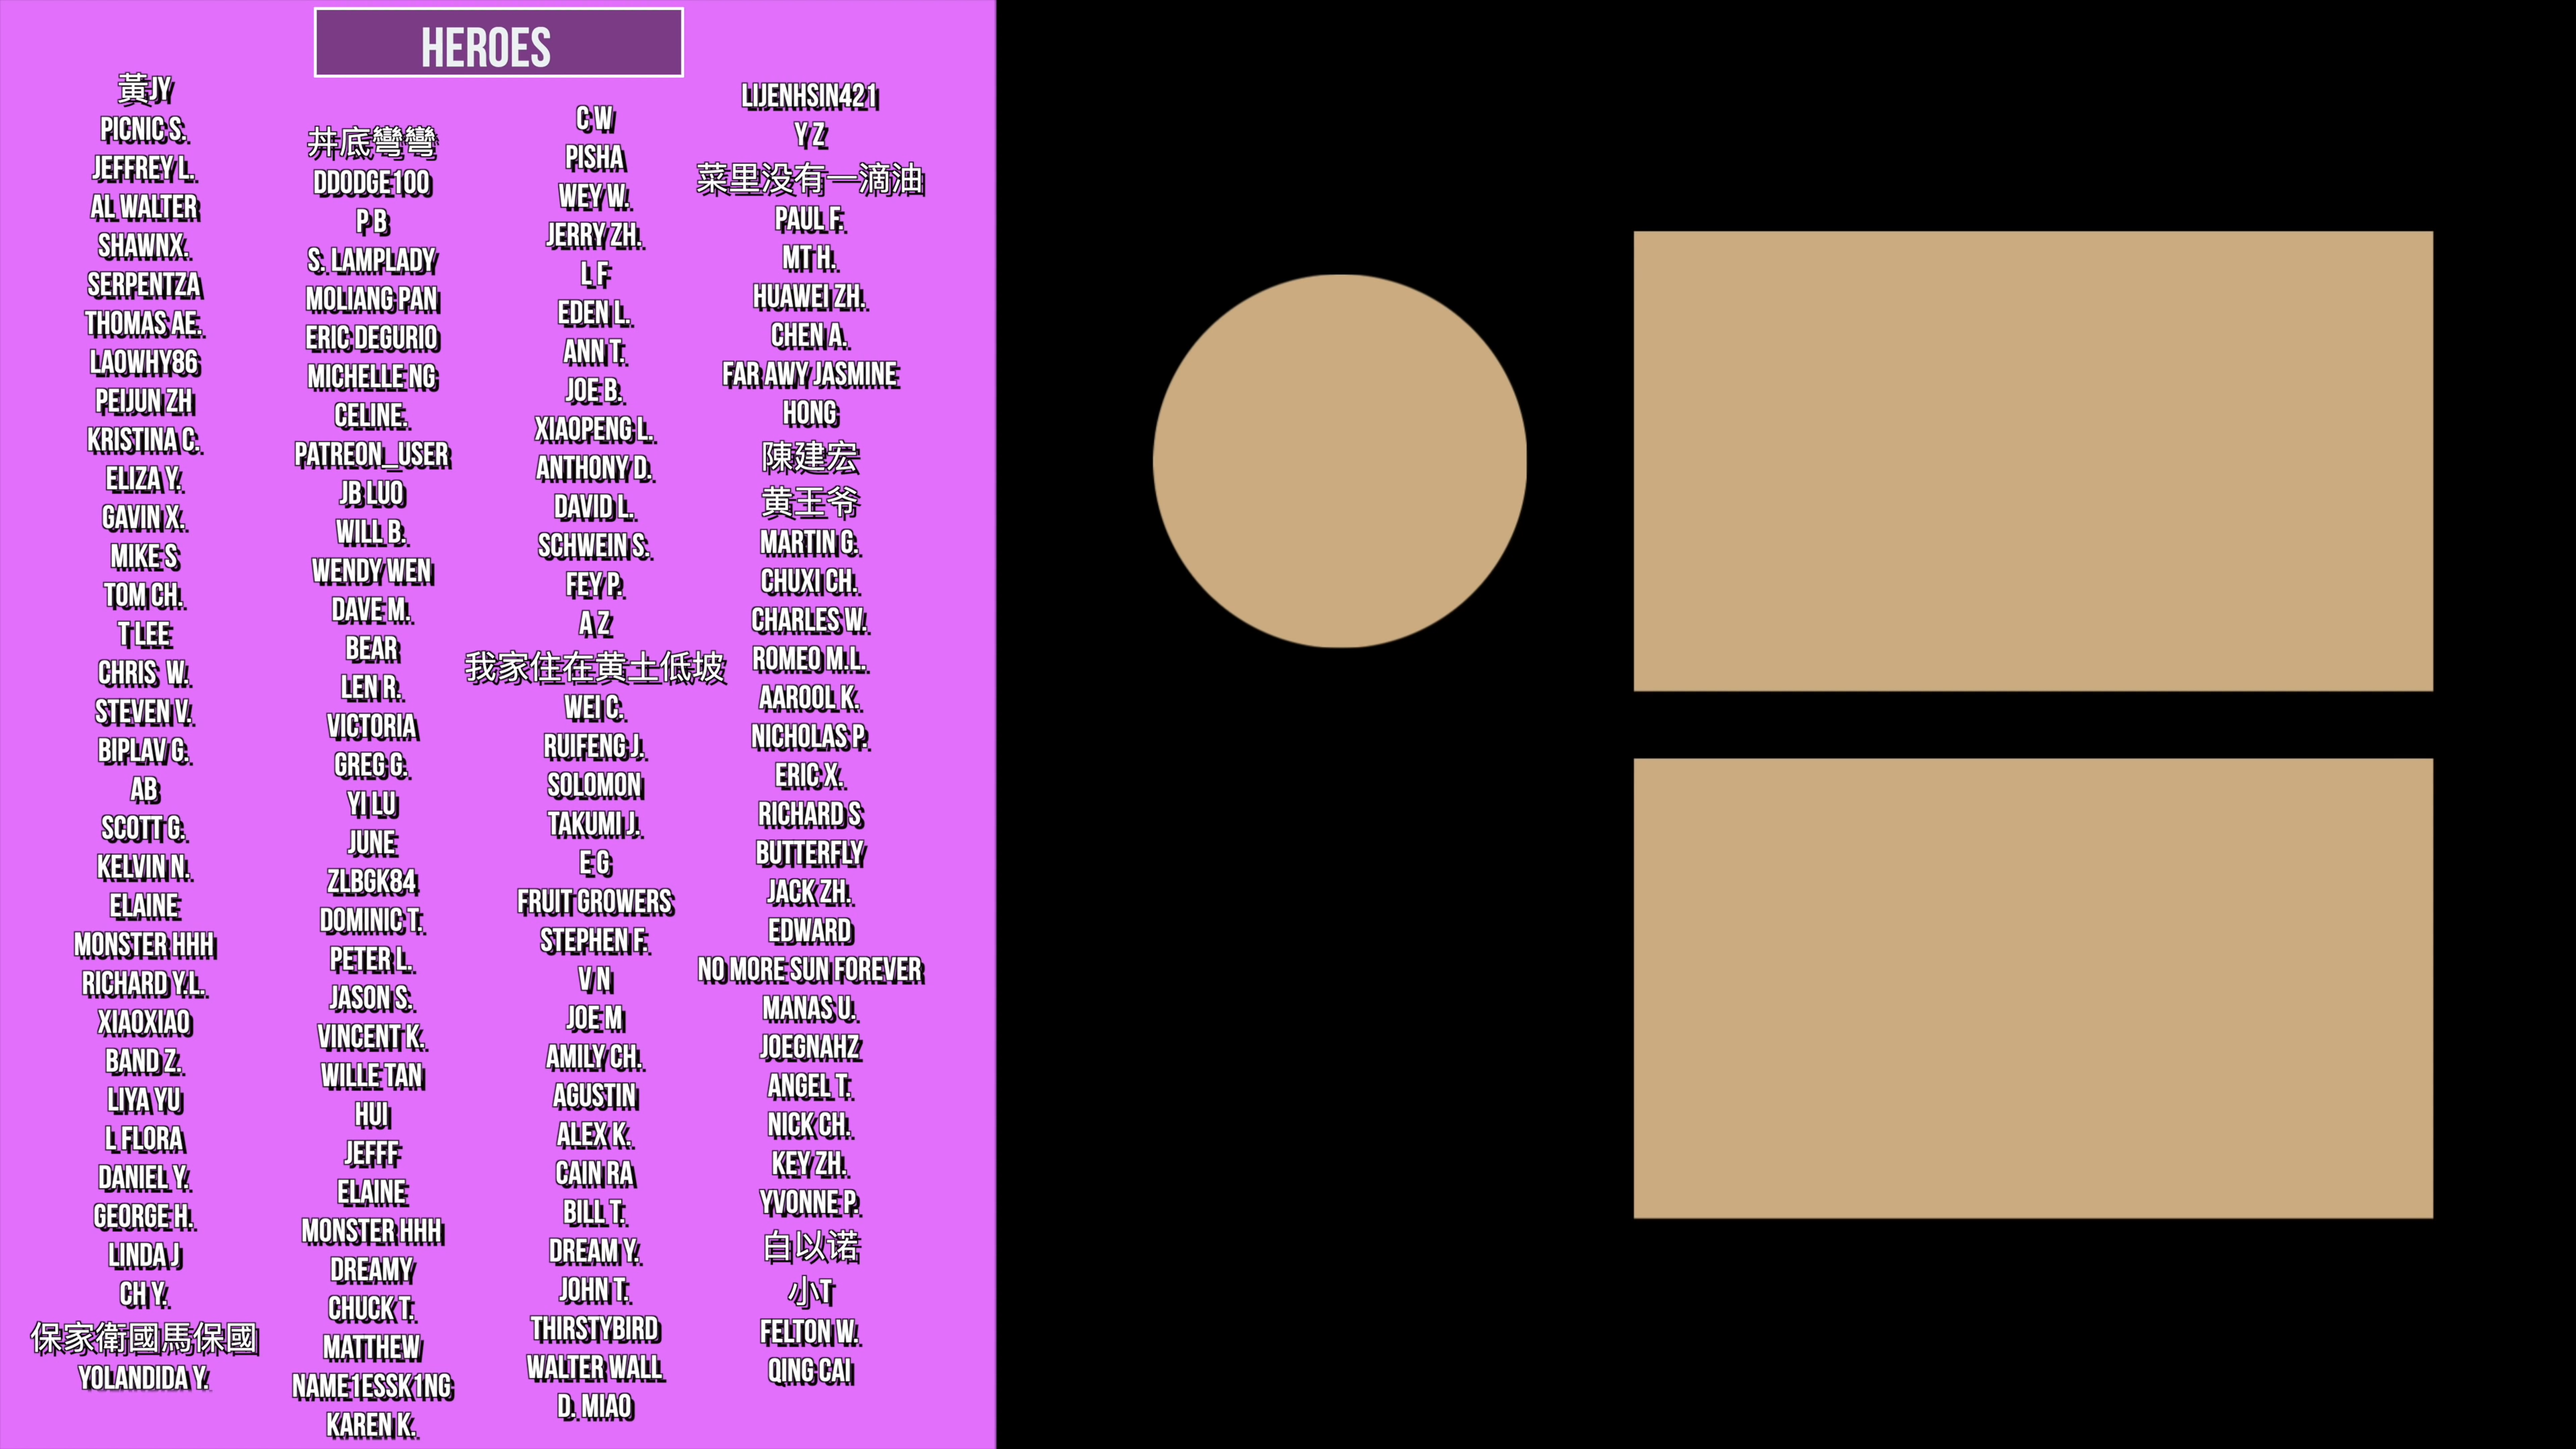 HEROES
黃JY
PICNIC S.
JEFFREY L.
AL WALTER
SHAWNX.
SERPENTZA
THOMAS AE.
LAOWHY86
PEIJUN ZH
KRISTINA C.
ELIZA Y.
GAVIN X.
MIKE S
TOM CH.
T LEE
CHRIS W.
STEVEN V.
BIPLAV G.
AB
SCOTT G.
KELVIN N.
ELAINE
MONSTER HHH
RICHARD Y.L.
XIAOXIAO
BAND Z.
LIYA YU
L FLORA
DANIEL Y.
GEORGE H.
LINDA J
CH Y.
保家衛國馬保國
YOLANDIDA Y.
井底彎彎
DDODGE100
P B
S. LAMPLADY
MOLIANG PAN
ERIC DEGURIO
MICHELLE NG
CELINE.
PATREON_USER
JB LUO
WILL B.
WENDY WEN
DAVE M.
BEAR
LEN R.
VICTORIA
GREG G.
YI LU
JUNE
ZLBGK84
DOMINIC T.
PETER L.
JASON S.
VINCENT K.
WILLE TAN
HUI
JEFFF
ELAINE
MONSTER HHH
DREAMY
CHUCK T.
MATTHEW
NAME1ESSK1NG
KAREN K.
C W
PISHA
WEY W.
JERRY ZH.
L F
EDEN L.
ANN T.
JOE B.
XIAOPENG L.
ANTHONY D.
DAVID L.
SCHWEIN S.
FEY P.
A Z
我家住在黄土低坡
WEI C.
RUIFENG J.
SOLOMON
TAKUMI J.
E G
FRUIT GROWERS
STEPHEN F.
V N
JOE M
AMILY CH.
AGUSTIN
ALEX K.
CAIN RA
BILL T.
DREAM Y.
JOHN T.
THIRSTYBIRD
WALTER WALL
D. MIAO
LIJENHSIN421
Y Z
菜里没有一滴油
PAUL F.
MT H.
HUAWEI ZH.
CHEN A.
FAR AWY JASMINE
HONG
陳建宏
黄王爷
MARTIN G.
CHUXI CH.
CHARLES W.
ROMEO M.L.
AAROOL K.
NICHOLAS P.
ERIC X.
RICHARD S
BUTTERFLY
JACK ZH.
EDWARD
NO MORE SUN FOREVER
MANAS U.
JOEGNAHZ
ANGEL T.
NICK CH.
KEY ZH.
YVONNE P.
白以诺
小T
FELTON W.
QING CAI